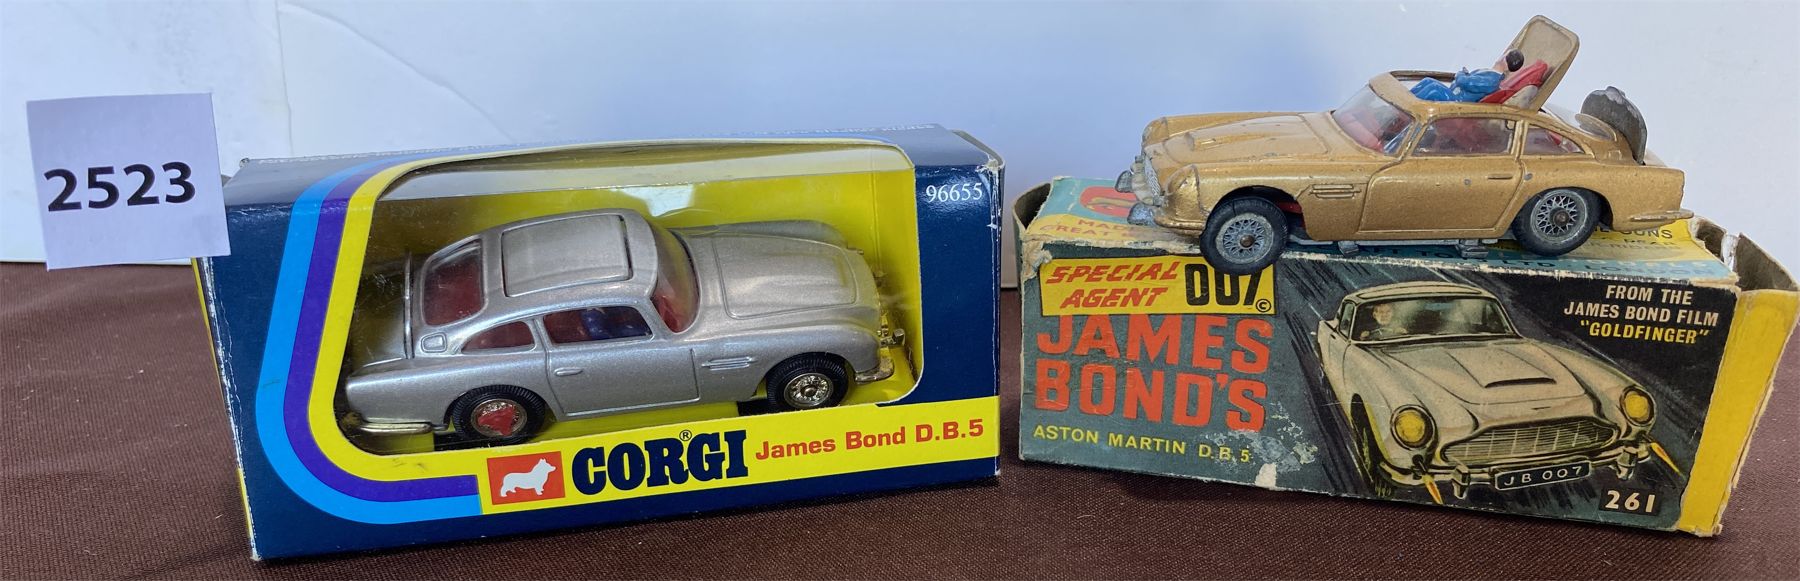 2523
96655
CORGI® James Bond D.B.5
SPECIAL AGENT 007 ©
JAMES
BOND'S
ASTON MARTIN D.B.5
FROM THE
JAMES BOND FILM
"GOLDFINGER"
JB 007
261